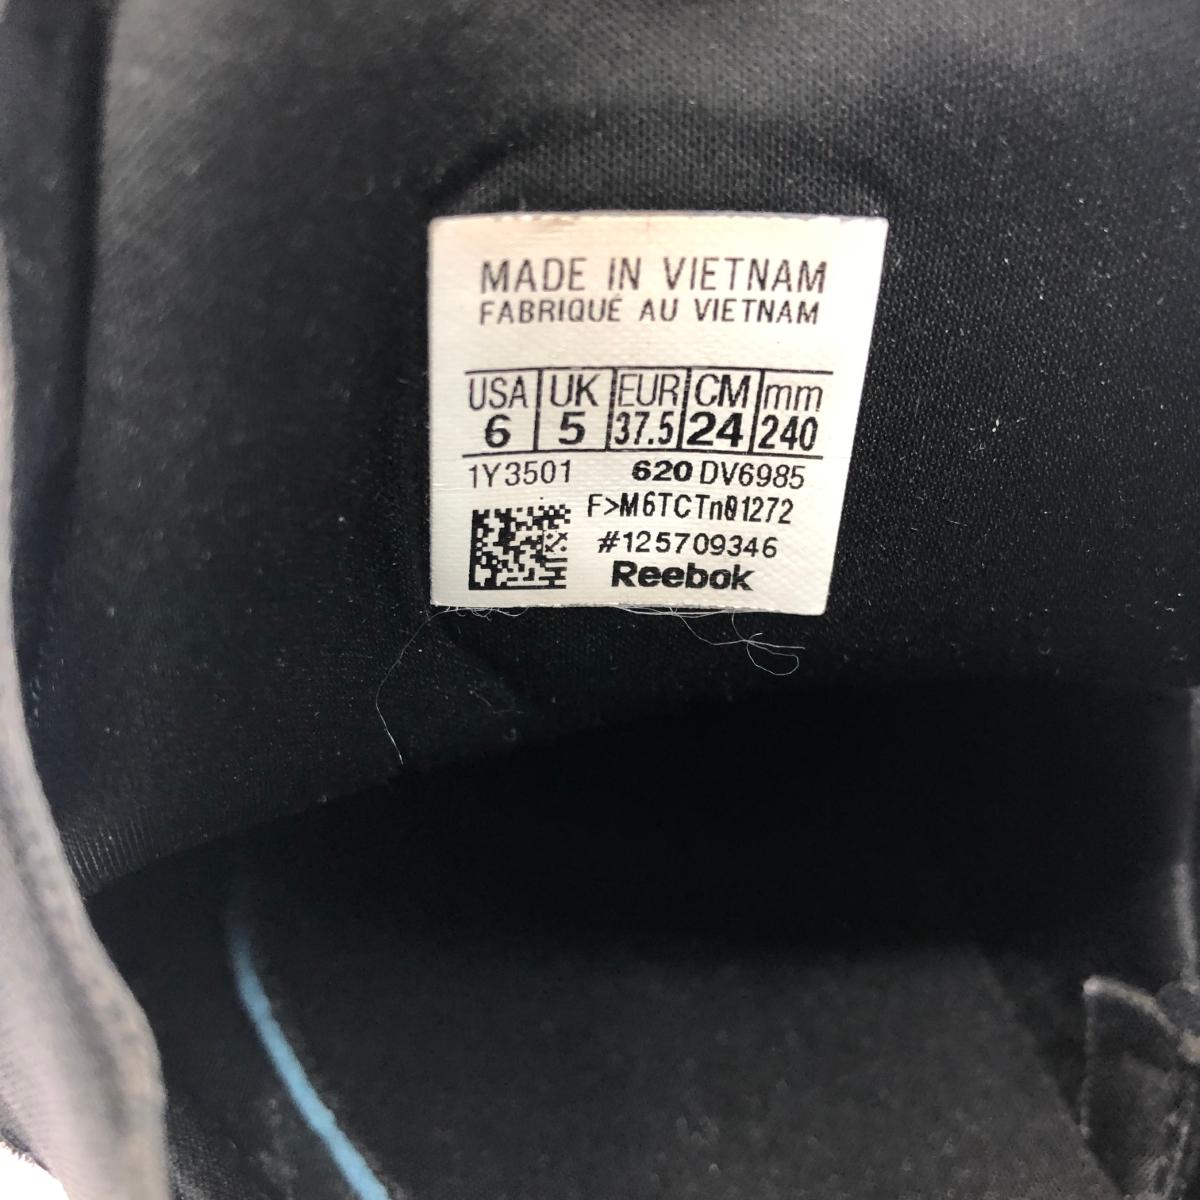 MADE IN VIETNAM
FABRIQUÉ AU VIETNAM
USA UK EUR CM mm
6 5 37.5 24 240
1Y3501 620 DV6985
F>M6TCTn01272
#125709346
Reebok